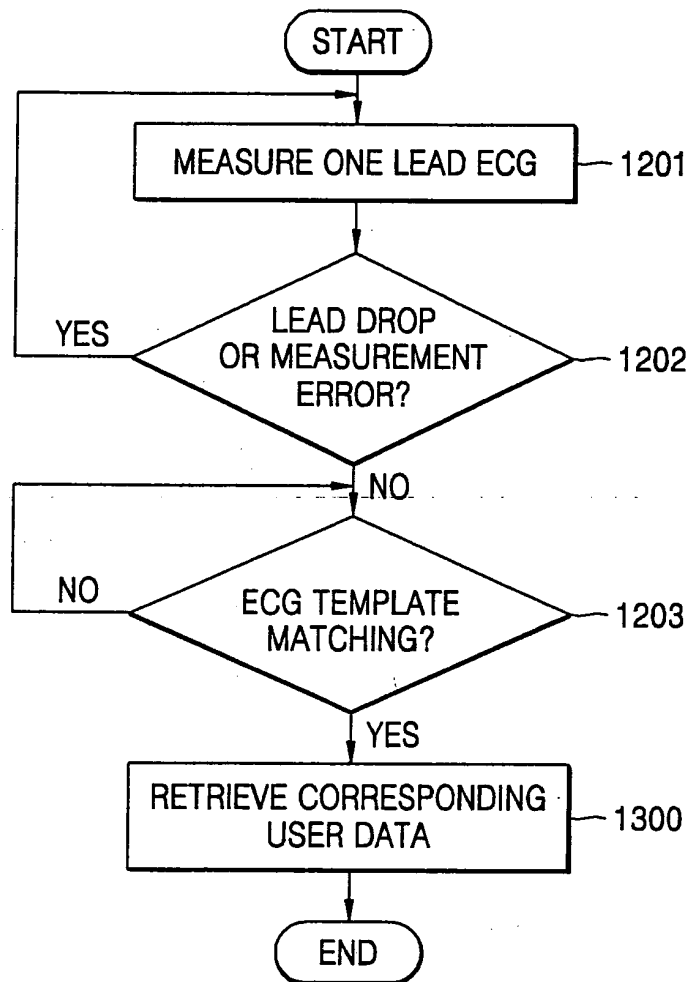 START
MEASURE ONE LEAD ECG
1201
LEAD DROP
OR MEASUREMENT
ERROR?
YES
1202
NO
ECG TEMPLATE
MATCHING?
NO
1203
YES
RETRIEVE CORRESPONDING
USER DATA
1300
END